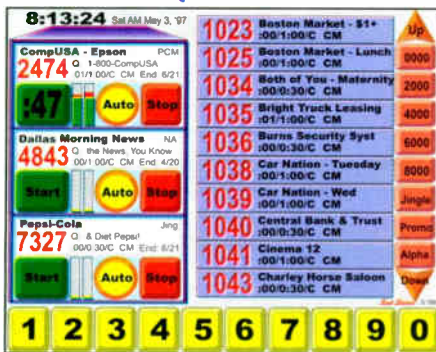 8:13:24 Sat AM May 3, '97
CompUSA - Epson PCM
2474 Q 1-800-CompUSA
01/1:00/C CM End: 6/21
:47 Auto Stop
Dallas Morning News NA
4843 Q the News, You Know
00/1:00/C CM End: 4/20
Start Auto Stop
Pepsi-Cola Jing
7327 Q & Diet Pepsi!
00/0:30/C CM End: 6/21
Start Auto Stop
1023 Boston Market - $1+
:00/1:00/C CM
1025 Boston Market - Lunch
:00/1:00/C CM
1034 Both of You - Maternity
:00/0:30/C CM
1035 Bright Truck Leasing
:01/1:00/C CM
1036 Burns Security Syst
:00/0:30/C CM
1038 Car Nation - Tuesday
:00/1:00/C CM
1039 Car Nation - Wed
:00/1:00/C CM
1040 Central Bank & Trust
:00/0:30/C CM
1041 Cinema 12
:00/1:00/C CM
1043 Charley Horse Saloon
:00/0:30/C CM
Up
0000
2000
4000
6000
8000
Jingle
Promo
Alpha
Down
1 2 3 4 5 6 7 8 9 0